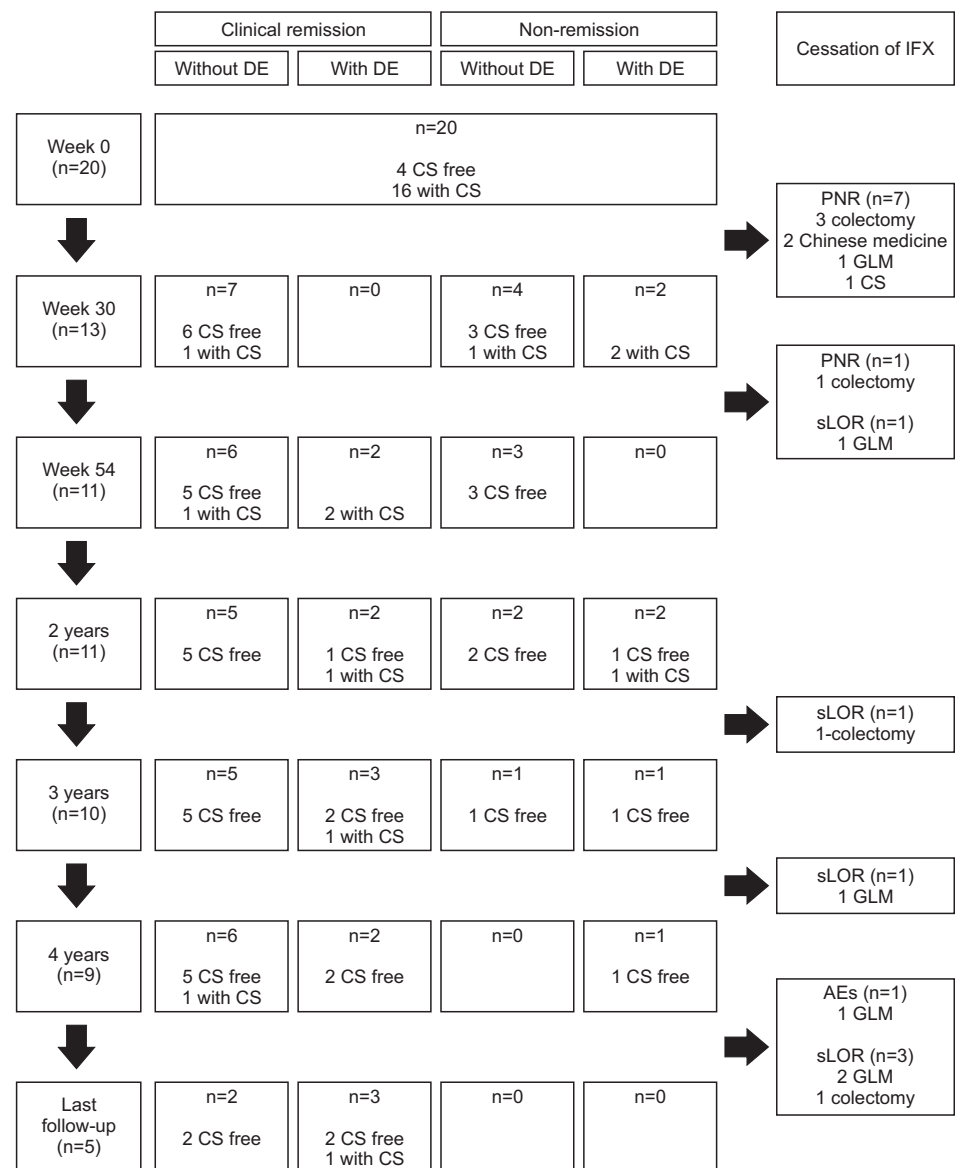 Clinical remission
Non-remission
Cessation of IFX
Without DE
With DE
Without DE
With DE
Week 0
(n=20)
n=20
4 CS free
16 with CS
PNR (n=7)
3 colectomy
2 Chinese medicine
1 GLM
1 CS
Week 30
(n=13)
n=7
6 CS free
1 with CS
n=0
n=4
3 CS free
1 with CS
n=2
2 with CS
PNR (n=1)
1 colectomy
sLOR (n=1)
1 GLM
Week 54
(n=11)
n=6
5 CS free
1 with CS
n=2
2 with CS
n=3
3 CS free
n=0
2 years
(n=11)
n=5
5 CS free
n=2
1 CS free
1 with CS
n=2
2 CS free
n=2
1 CS free
1 with CS
sLOR (n=1)
1-colectomy
3 years
(n=10)
n=5
5 CS free
n=3
2 CS free
1 with CS
n=1
1 CS free
n=1
1 CS free
sLOR (n=1)
1 GLM
4 years
(n=9)
n=6
5 CS free
1 with CS
n=2
2 CS free
n=0
n=1
1 CS free
AEs (n=1)
1 GLM
sLOR (n=3)
2 GLM
1 colectomy
Last
follow-up
(n=5)
n=2
2 CS free
n=3
2 CS free
1 with CS
n=0
n=0